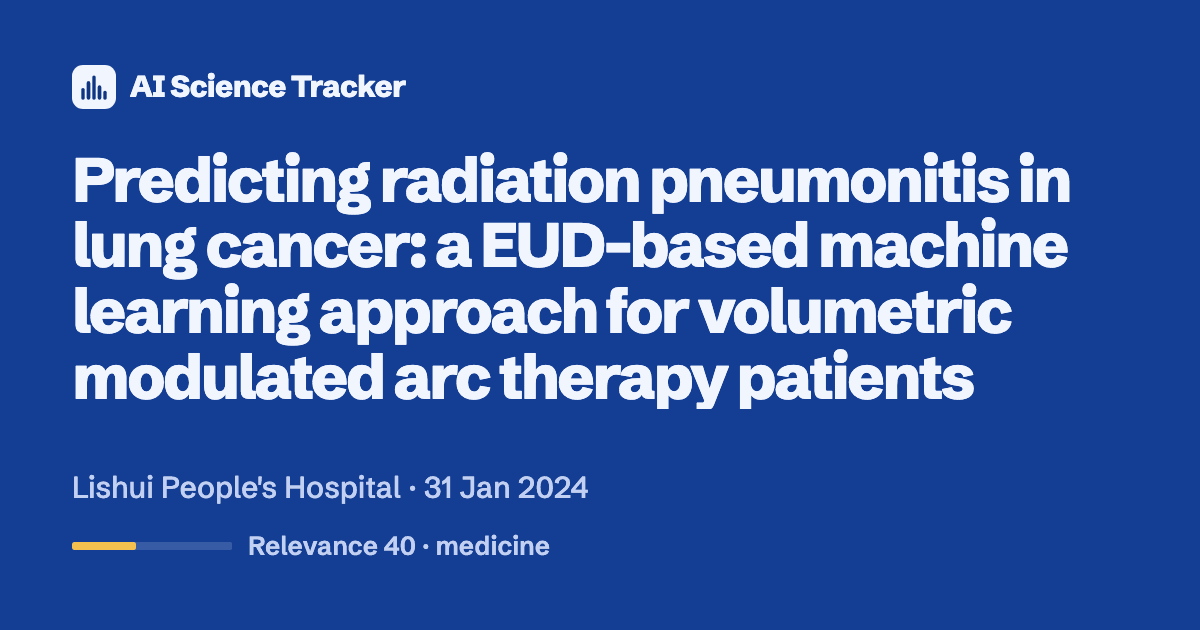 AI Science Tracker
Predicting radiation pneumonitis in
lung cancer: a EUD-based machine
learning approach for volumetric
modulated arc therapy patients
Lishui People's Hospital · 31 Jan 2024
Relevance 40 · medicine